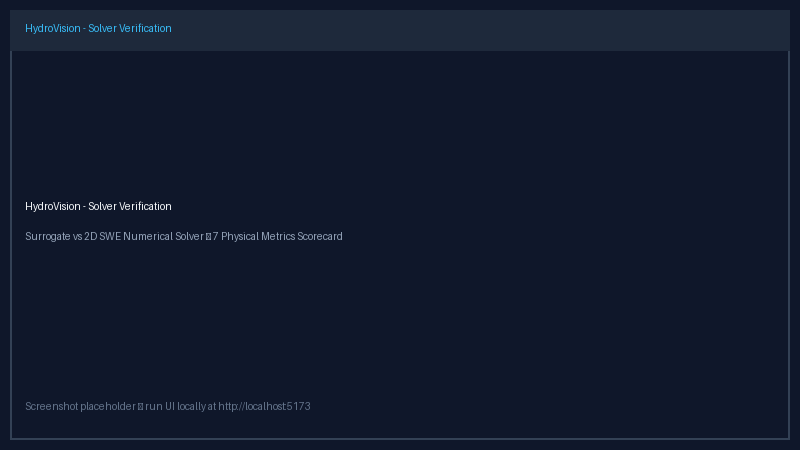 HydroVision - Solver Verification
HydroVision - Solver Verification
Surrogate vs 2D SWE Numerical Solver ▯ 7 Physical Metrics Scorecard
Screenshot placeholder ▯ run UI locally at http://localhost:5173